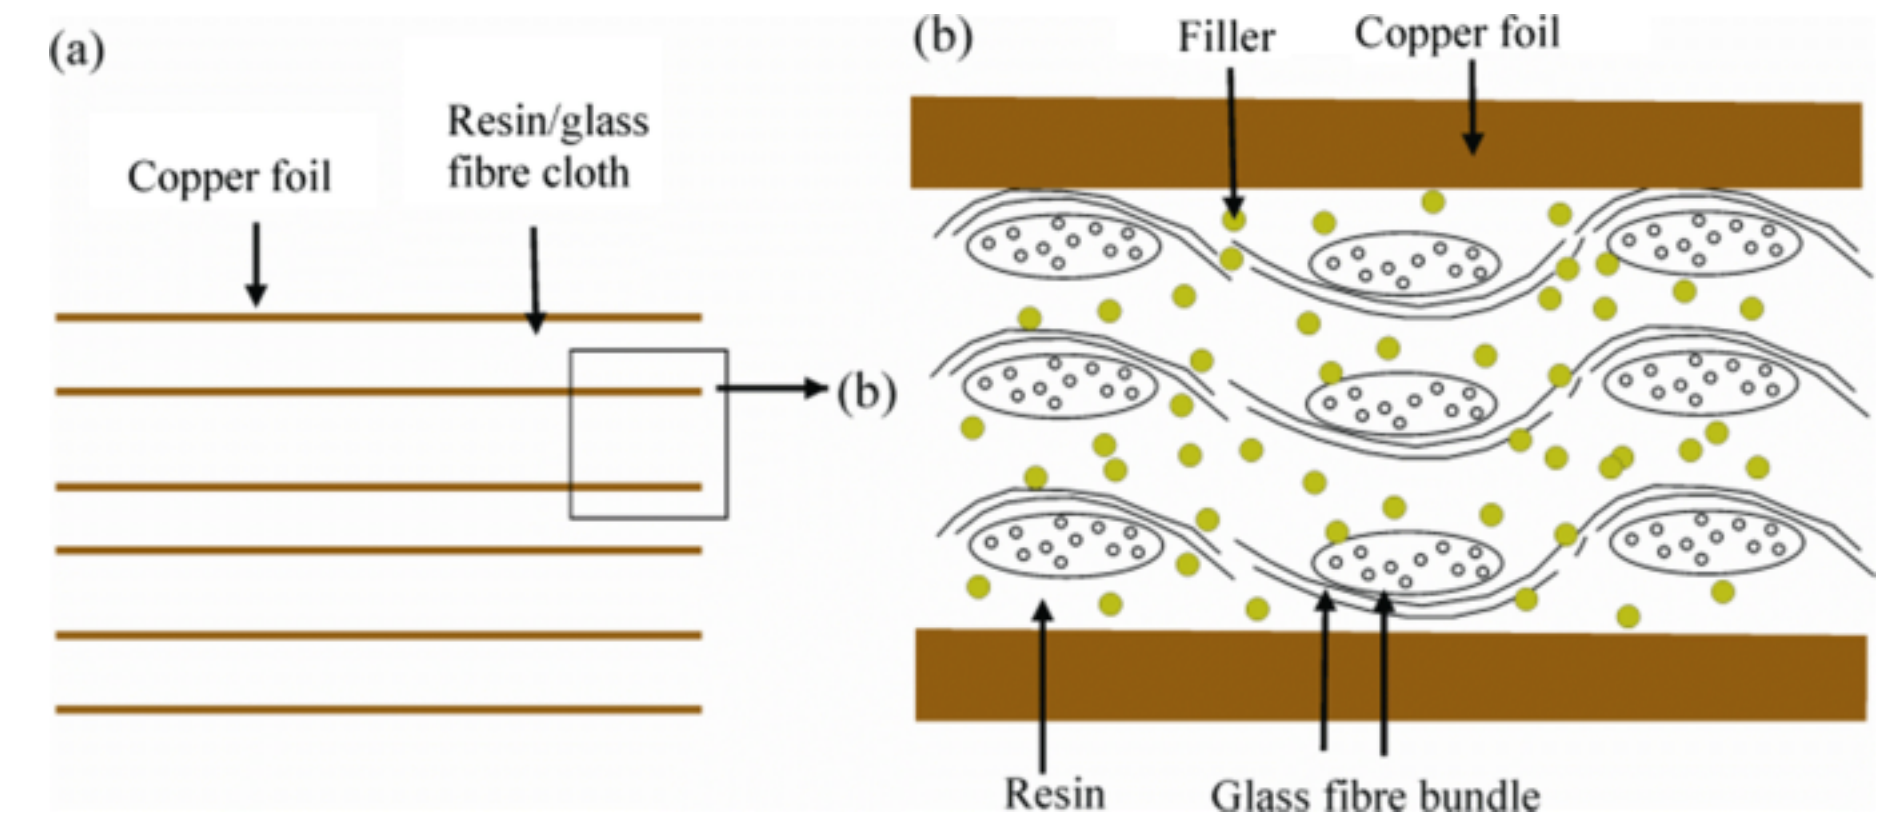 (a)
Copper foil
Resin/glass
fibre cloth
(b)
(b)
Filler
Copper foil
Resin
Glass fibre bundle